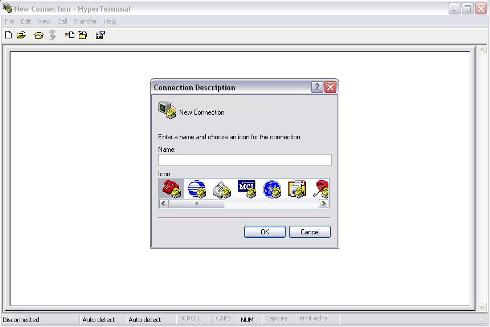 New Connection - HyperTerminal
File Edit View Call Transfer Help
Connection Description
New Connection
Enter a name and choose an icon for the connection:
Name:
Icon:
MCI
OK Cancel
Disconnected Auto detect Auto detect SCROLL CAPS NUM Capture Print echo